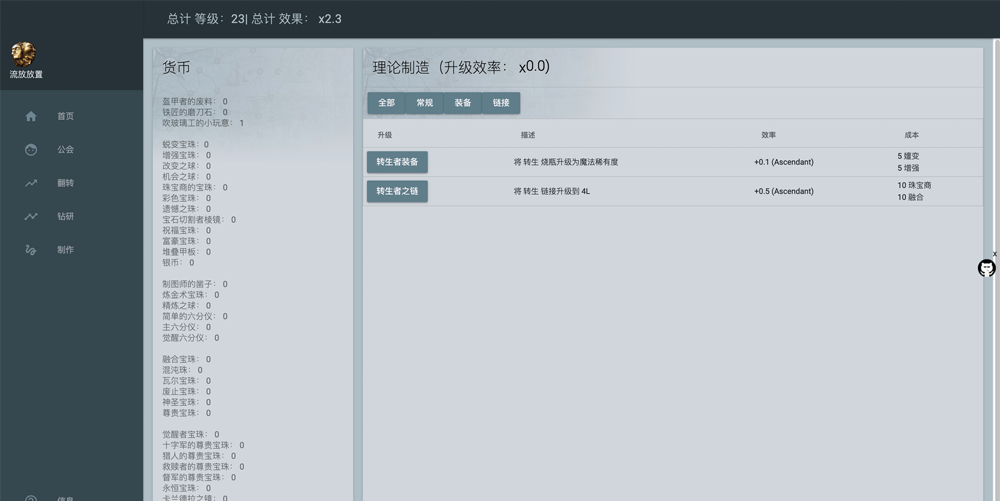 总计 等级：23| 总计 效果： x2.3
流放放置
首页
公会
翻转
钻研
制作
信息
货币
盔甲者的废料： 0
铁匠的磨刀石： 0
吹玻璃工的小玩意： 1
蜕变宝珠： 0
增强宝珠： 0
改变之球： 0
机会之球： 0
珠宝商的宝珠： 0
彩色宝珠： 0
遗憾之珠： 0
宝石切割者棱镜： 0
祝福宝珠： 0
富豪宝珠： 0
堆叠甲板： 0
银币： 0
制图师的凿子： 0
炼金术宝珠： 0
精炼之球： 0
简单的六分仪： 0
主六分仪： 0
觉醒六分仪： 0
融合宝珠： 0
混沌珠： 0
瓦尔宝珠： 0
废止宝珠： 0
神圣宝珠： 0
尊贵宝珠： 0
觉醒者宝珠： 0
十字军的尊贵宝珠： 0
猎人的尊贵宝珠： 0
救赎者的尊贵宝珠： 0
督军的尊贵宝珠： 0
永恒宝珠： 0
卡兰德拉之镜： 0
理论制造（升级效率： x0.0)
全部 常规 装备 链接
升级 描述 效率 成本
转生者装备 将 转生 烧瓶升级为魔法稀有度 +0.1 (Ascendant) 5 嬗变
5 增强
转生者之链 将 转生 链接升级到 4L +0.5 (Ascendant) 10 珠宝商
10 融合
x